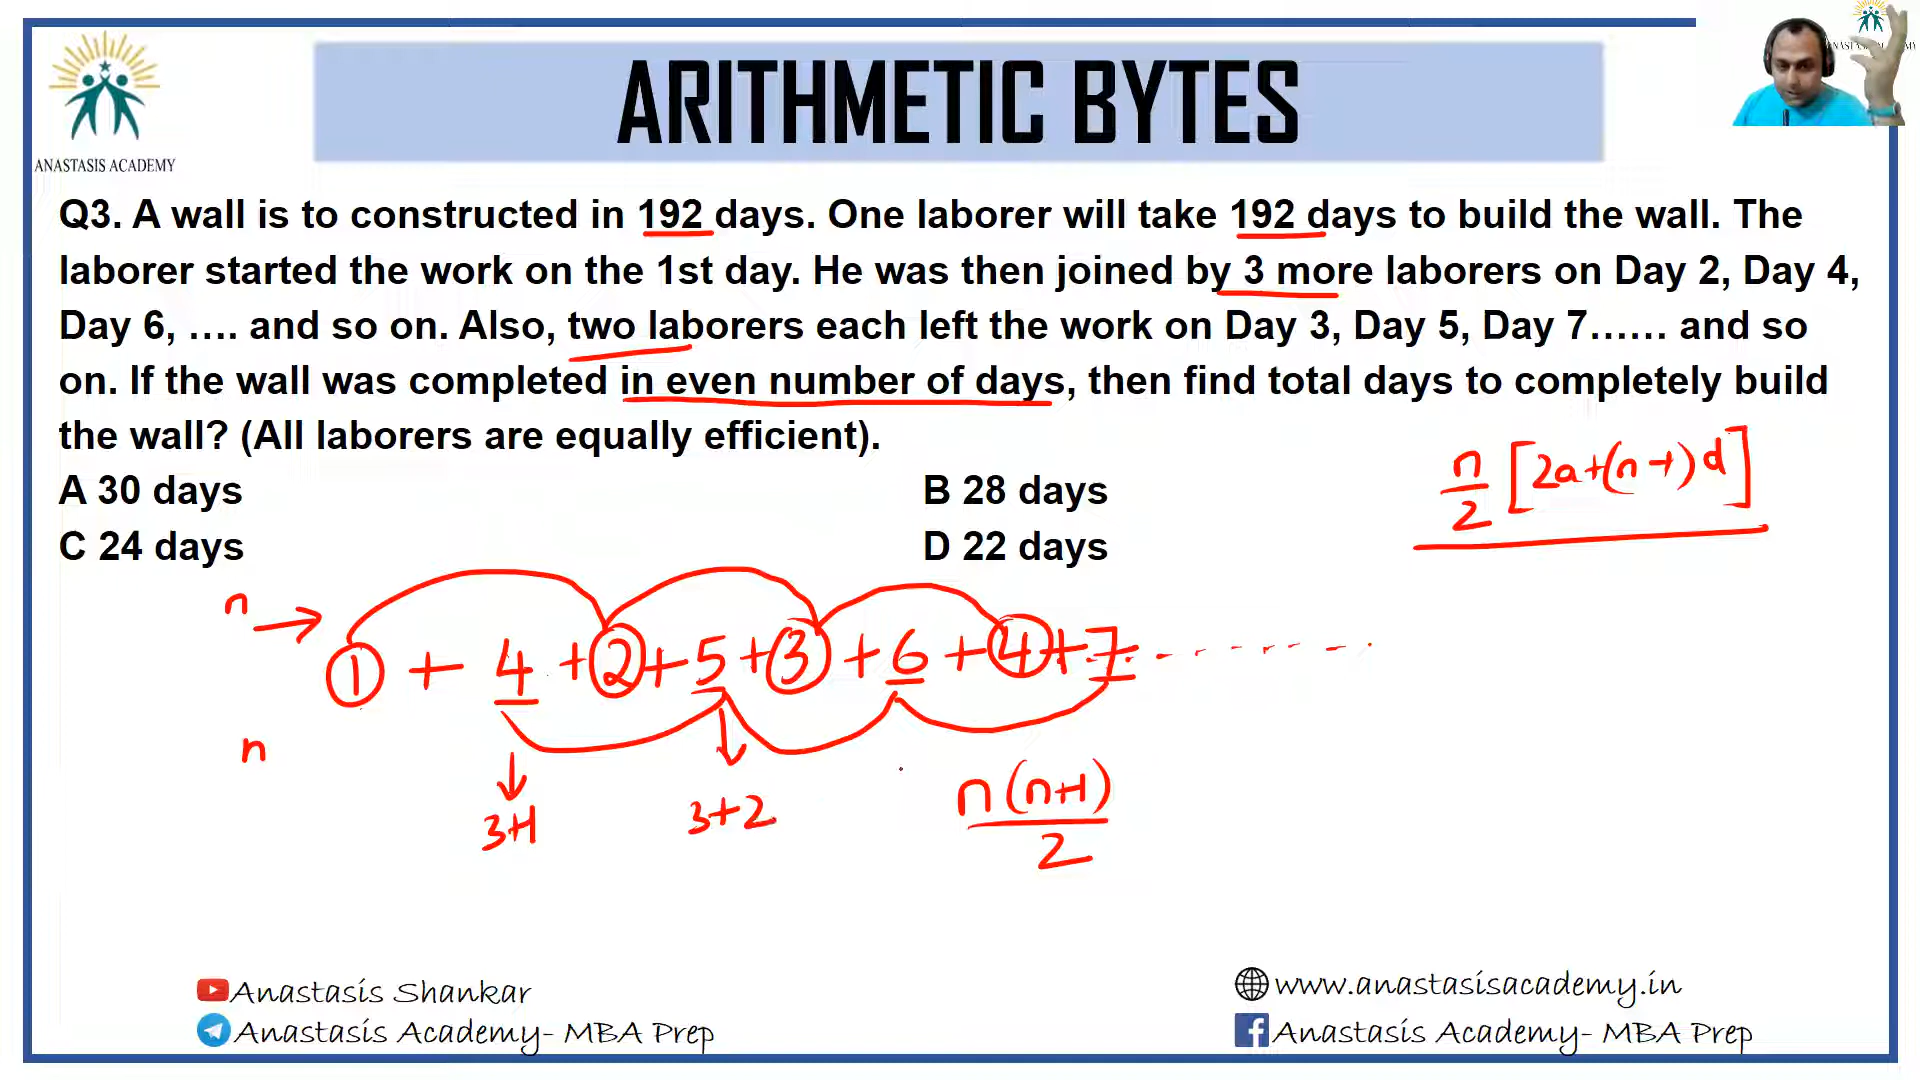 ANASTASIS ACADEMY
ARITHMETIC BYTES
Q3. A wall is to constructed in 192 days. One laborer will take 192 days to build the wall. The
laborer started the work on the 1st day. He was then joined by 3 more laborers on Day 2, Day 4,
Day 6, .... and so on. Also, two laborers each left the work on Day 3, Day 5, Day 7...... and so
on. If the wall was completed in even number of days, then find total days to completely build
the wall? (All laborers are equally efficient).
A 30 days
B 28 days
C 24 days
D 22 days
n/2 [2a+(n-1)d]
n →
1 + 4 + 2 + 5 + 3 + 6 + 4 + 7 - - - - - -
n
3+1
3+2
n(n+1)/2
Anastasis Shankar
www.anastasisacademy.in
Anastasis Academy- MBA Prep
Anastasis Academy- MBA Prep